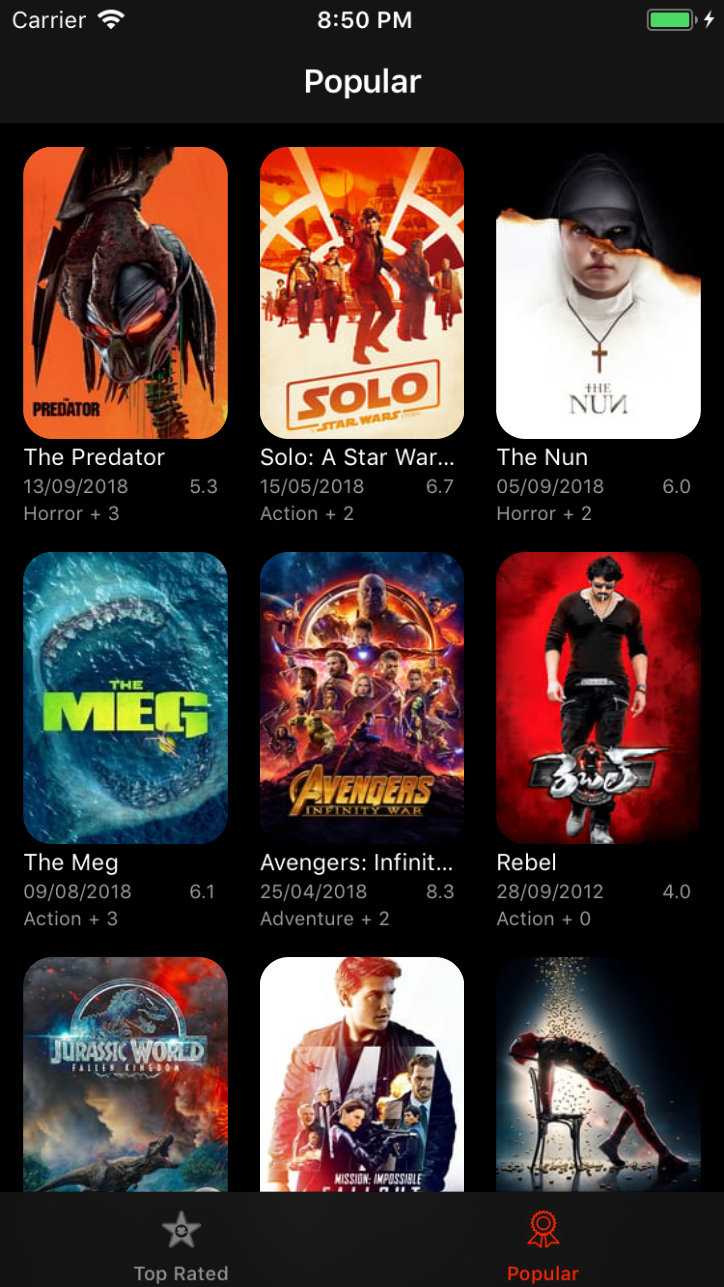 Carrier 8:50 PM
Popular
THE
PREDATOR
SOLO
A STAR WARS STORY
THE
NUN
The Predator
Solo: A Star War...
The Nun
13/09/2018 5.3
15/05/2018 6.7
05/09/2018 6.0
Horror + 3
Action + 2
Horror + 2
THE
MEG
AVENGERS
INFINITY WAR
రెబల్
The Meg
Avengers: Infinit...
Rebel
09/08/2018 6.1
25/04/2018 8.3
28/09/2012 4.0
Action + 3
Adventure + 2
Action + 0
JURASSIC WORLD
FALLEN KINGDOM
MISSION: IMPOSSIBLE
FALLOUT
Top Rated
Popular